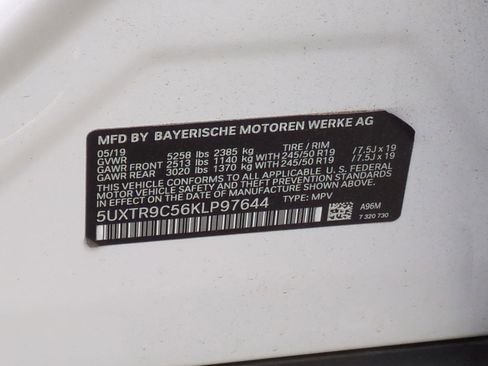 MFD BY BAYERISCHE MOTOREN WERKE AG
05/19 TIRE / RIM
GVWR 5258 lbs 2385 kg
GAWR FRONT 2513 lbs 1140 kg WITH 245/50 R19 /7.5J x 19
GAWR REAR 3020 lbs 1370 kg WITH 245/50 R19 /7.5J x 19
THIS VEHICLE CONFORMS TO ALL APPLICABLE U. S. FEDERAL
MOTOR VEHICLE SAFETY AND THEFT PREVENTION STANDARDS
IN EFFECT ON THE DATE OF MANUFACTURE SHOWN ABOVE.
5UXTR9C56KLP97644 TYPE: MPV
A96M
7 320 730